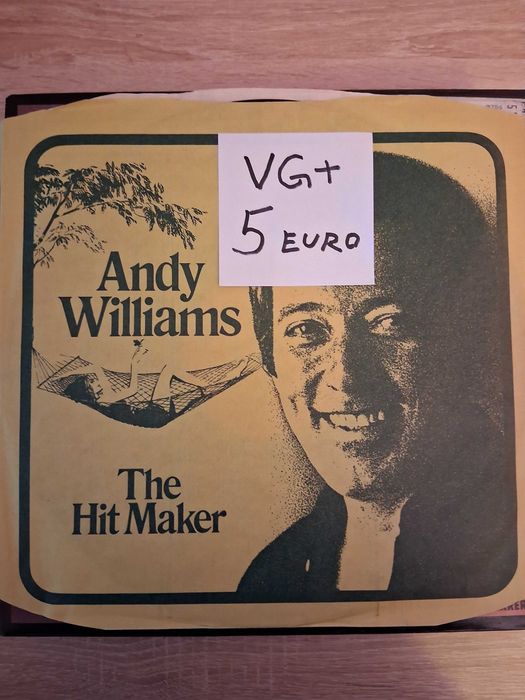 VG+
5 EURO
Andy
Williams
The
Hit Maker